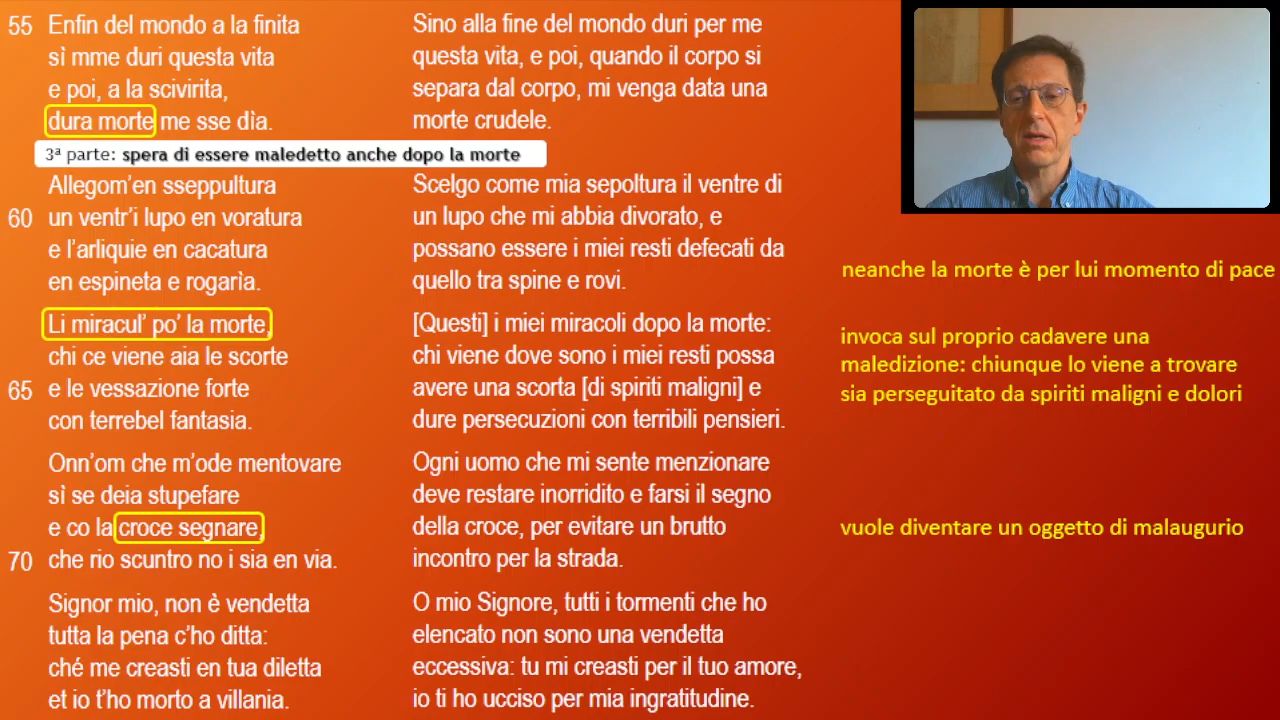 55 Enfin del mondo a la finita
sì mme duri questa vita
e poi, a la scivirita,
dura morte me sse dìa.
3ª parte: spera di essere maledetto anche dopo la morte
Allegom’en sseppultura
60 un ventr’i lupo en voratura
e l’arliquie en cacatura
en espineta e rogarìa.
Li miracul’ po’ la morte,
chi ce viene aia le scorte
65 e le vessazione forte
con terrebel fantasia.
Onn’om che m’ode mentovare
sì se deia stupefare
e co la croce segnare,
70 che rio scuntro no i sia en via.
Signor mio, non è vendetta
tutta la pena c’ho ditta:
ché me creasti en tua diletta
et io t’ho morto a villania.
Sino alla fine del mondo duri per me
questa vita, e poi, quando il corpo si
separa dal corpo, mi venga data una
morte crudele.
Scelgo come mia sepoltura il ventre di
un lupo che mi abbia divorato, e
possano essere i miei resti defecati da
quello tra spine e rovi.
[Questi] i miei miracoli dopo la morte:
chi viene dove sono i miei resti possa
avere una scorta [di spiriti maligni] e
dure persecuzioni con terribili pensieri.
Ogni uomo che mi sente menzionare
deve restare inorridito e farsi il segno
della croce, per evitare un brutto
incontro per la strada.
O mio Signore, tutti i tormenti che ho
elencato non sono una vendetta
eccessiva: tu mi creasti per il tuo amore,
io ti ho ucciso per mia ingratitudine.
neanche la morte è per lui momento di pace
invoca sul proprio cadavere una
maledizione: chiunque lo viene a trovare
sia perseguitato da spiriti maligni e dolori
vuole diventare un oggetto di malaugurio